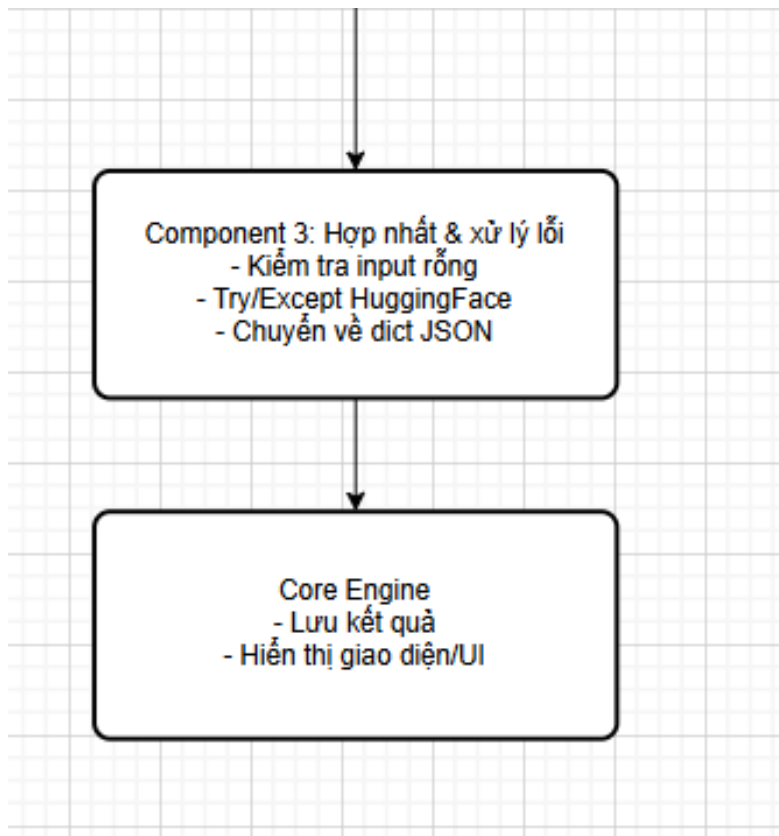 Component 3: Hợp nhất & xử lý lỗi
- Kiểm tra input rỗng
- Try/Except HuggingFace
- Chuyển về dict JSON
Core Engine
- Lưu kết quả
- Hiển thị giao diện/UI